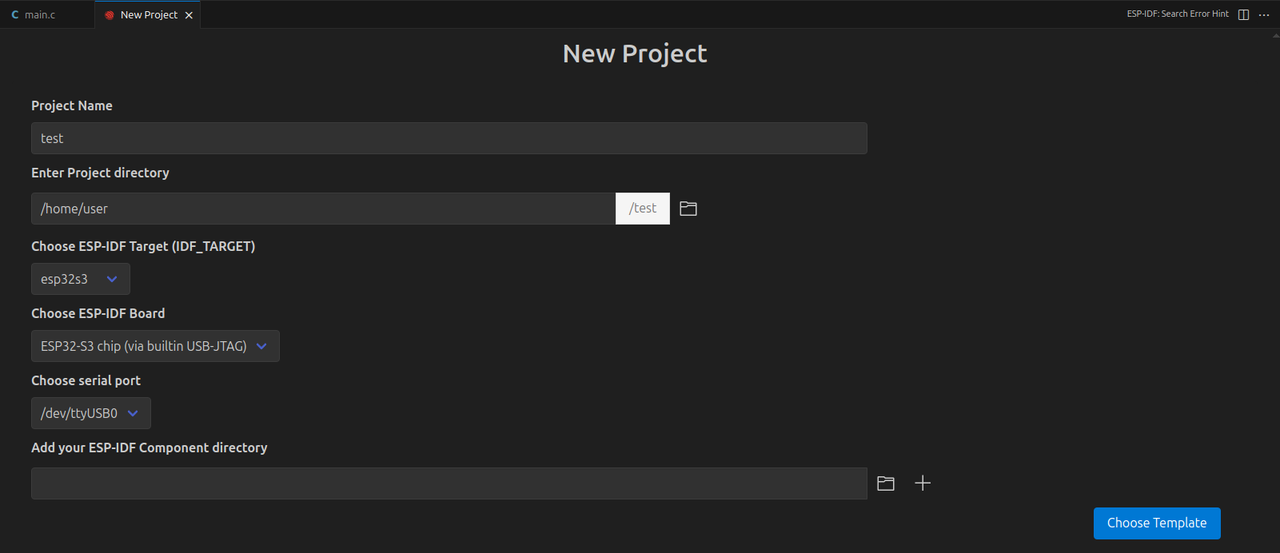 C main.c New Project ESP-IDF: Search Error Hint
New Project
Project Name
test
Enter Project directory
/home/user /test
Choose ESP-IDF Target (IDF_TARGET)
esp32s3
Choose ESP-IDF Board
ESP32-S3 chip (via builtin USB-JTAG)
Choose serial port
/dev/ttyUSB0
Add your ESP-IDF Component directory
Choose Template